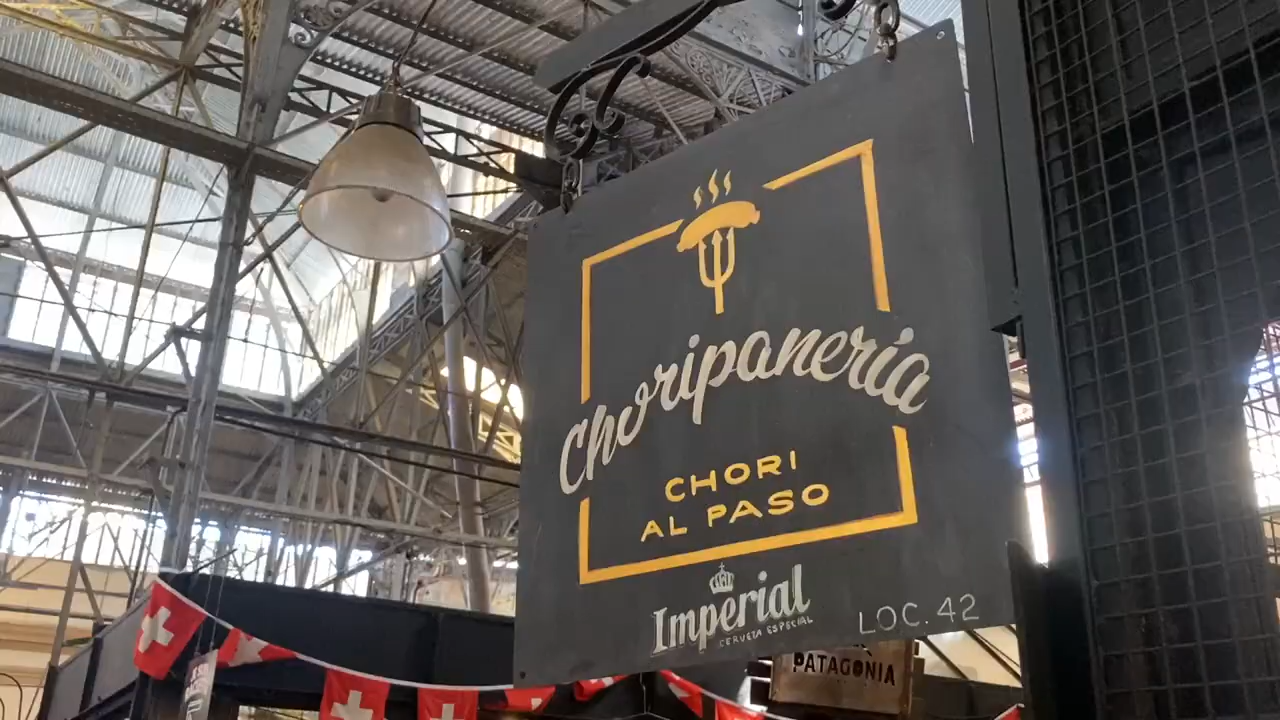 Choripanería
CHORI
AL PASO
Imperial
CERVEZA ESPECIAL
LOC. 42
PATAGONIA